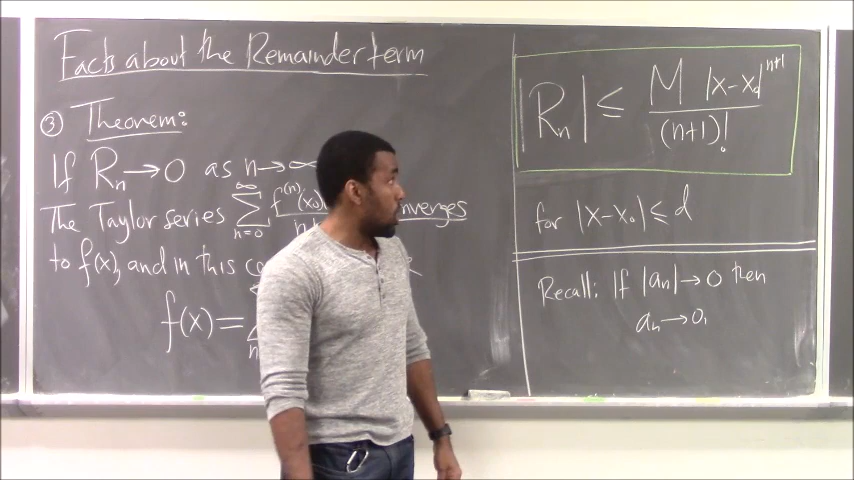 Facts about the Remainder term
③ Theorem:
If Rₙ → 0 as n → ∞
The Taylor series ∑_{n=0}^{∞} f⁽ⁿ⁾(x₀)
to f(x), and in this
f(x) =
|Rₙ| ≤ M |x-x₀|ⁿ⁺¹ / (n+1)!
for |x-x₀| ≤ d
Recall: If |aₙ| → 0 then
aₙ → 0.